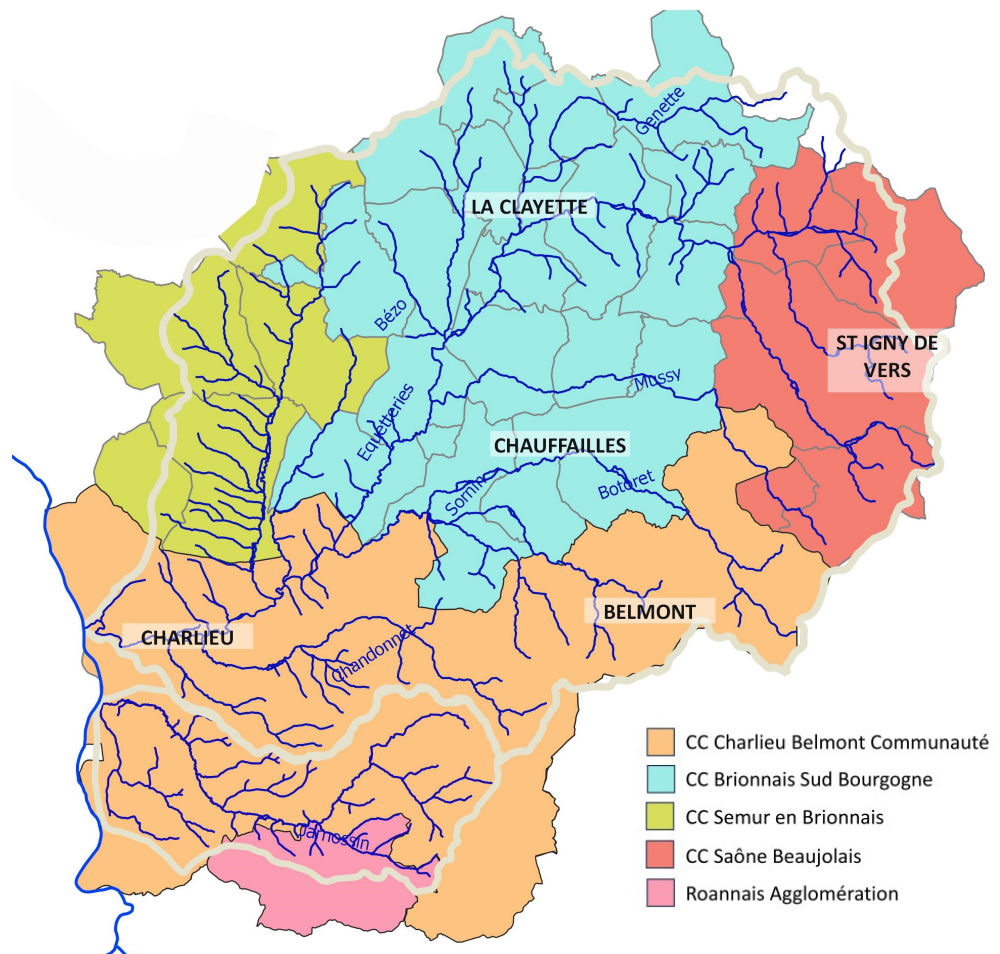 Genette
LA CLAYETTE
Bézo
ST IGNY DE
VERS
Mussy
Equetteries
CHAUFFAILLES
Sornin
Botoret
BELMONT
CHARLIEU
Chandonnet
CC Charlieu Belmont Communauté
CC Brionnais Sud Bourgogne
Jarnossin
CC Semur en Brionnais
CC Saône Beaujolais
Roannais Agglomération